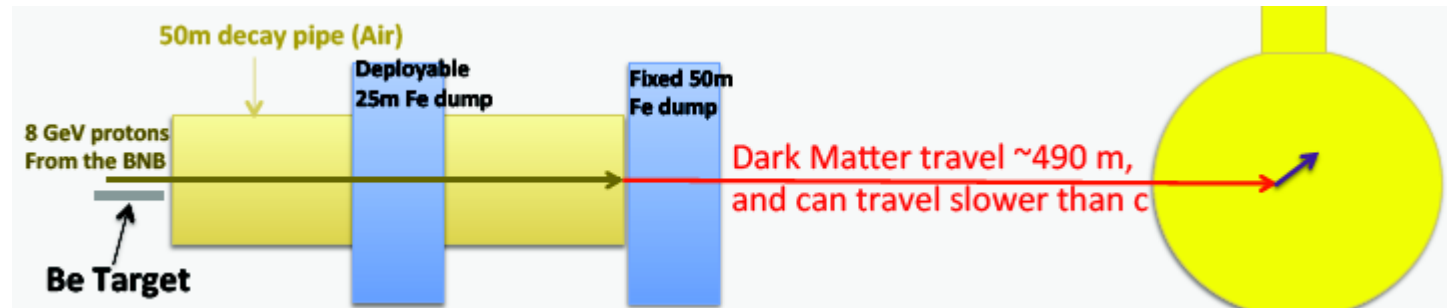 50m decay pipe (Air)
Deployable
25m Fe dump
Fixed 50m
Fe dump
8 GeV protons
From the BNB
Dark Matter travel ~490 m,
and can travel slower than c
Be Target